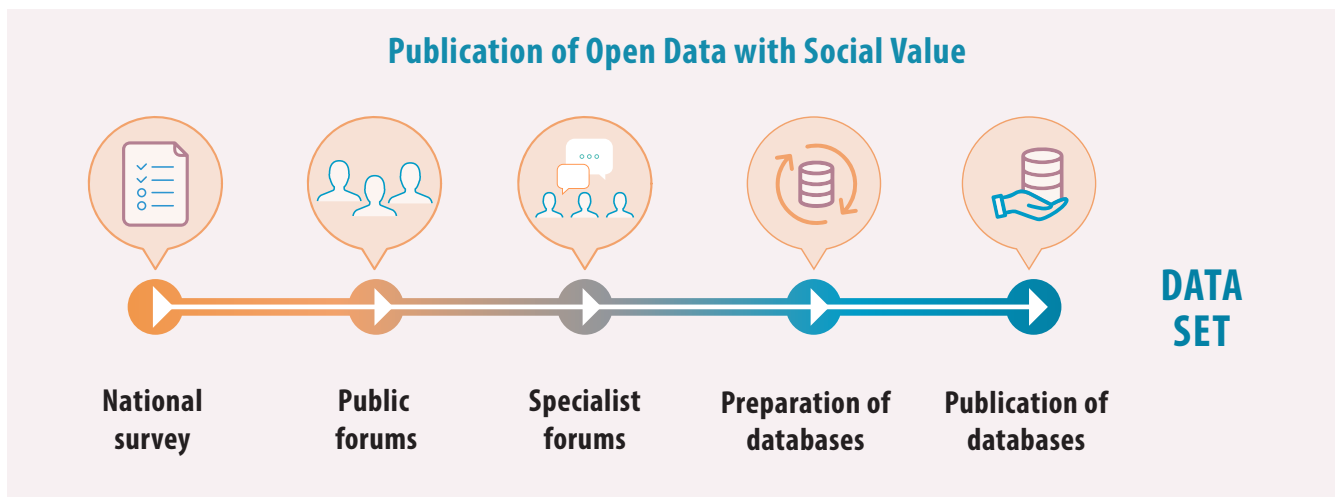 Publication of Open Data with Social Value
DATA
SET
National
survey
Public
forums
Specialist
forums
Preparation of
databases
Publication of
databases